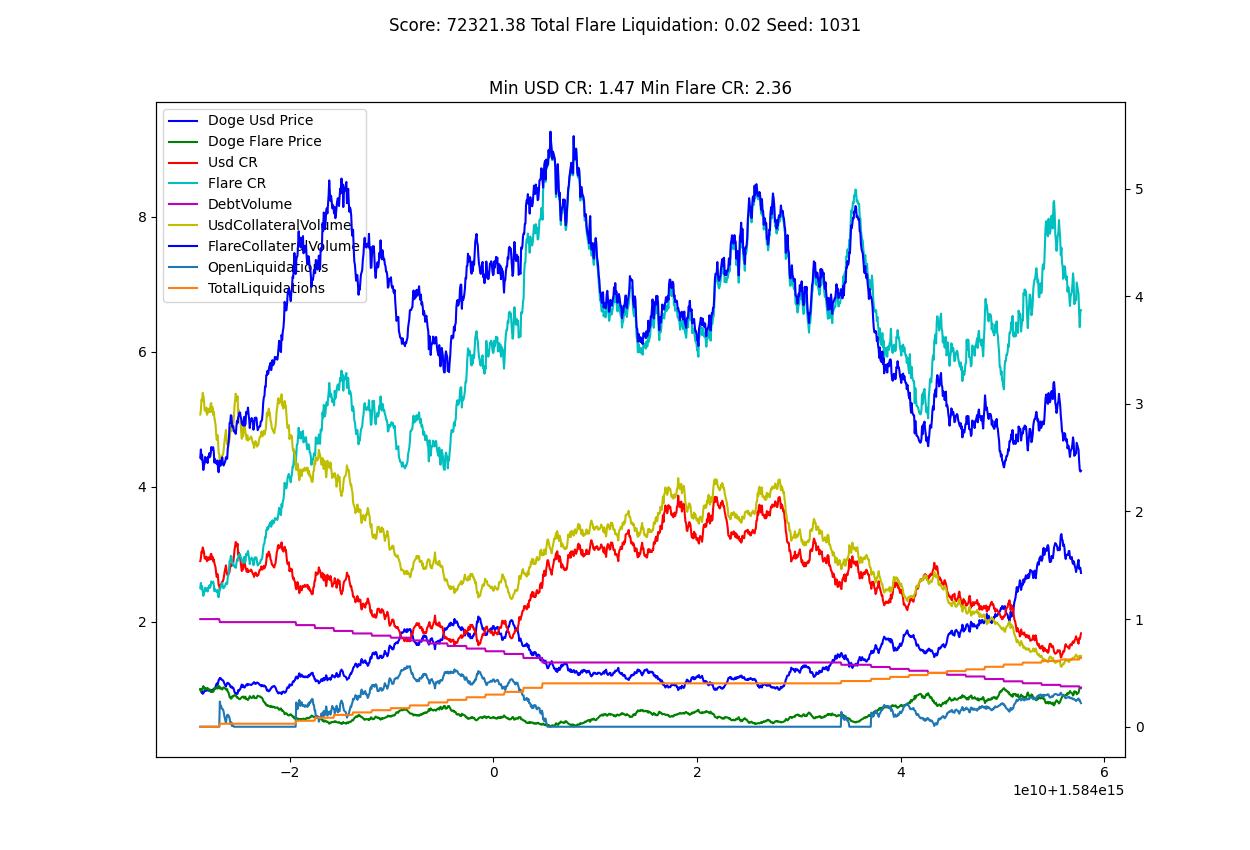 Score: 72321.38 Total Flare Liquidation: 0.02 Seed: 1031
Min USD CR: 1.47 Min Flare CR: 2.36
Doge Usd Price
Doge Flare Price
Usd CR
Flare CR
DebtVolume
UsdCollateralVolume
FlareCollateralVolume
OpenLiquidations
TotalLiquidations
8
6
4
2
5
4
3
2
1
0
−2
0
2
4
6
1e10+1.584e15